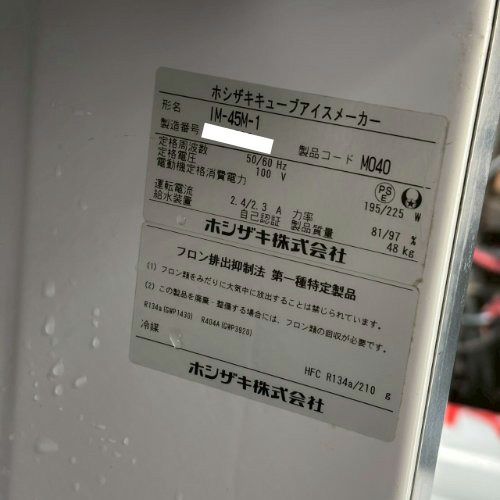 ホシザキキューブアイスメーカー
形名 IM-45M-1
製造番号 製品コード M040
定格周波数 50/60 Hz
定格電圧 100 V
電動機定格消費電力 195/225 W
PSE
運転電流 2.4/2.3 A 力率 81/97 %
給水装置 自己認証 製品質量 48 kg
ホシザキ株式会社
フロン排出抑制法 第一種特定製品
(1) フロン類をみだりに大気中に放出することは禁じられています。
(2) この製品を廃棄・整備する場合には、フロン類の回収が必要です。
R134a(GWP1430) R404A(GWP3920)
冷媒 HFC R134a/210 g
ホシザキ株式会社